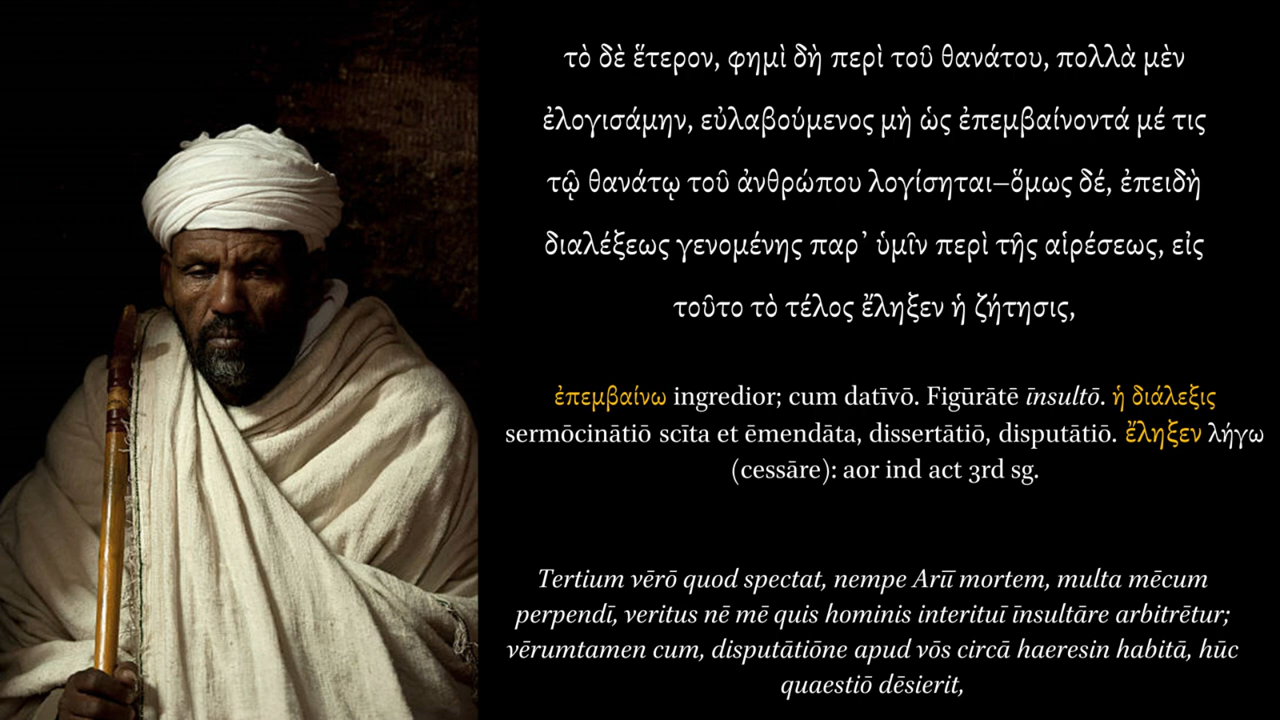 τὸ δὲ ἕτερον, φημὶ δὴ περὶ τοῦ θανάτου, πολλὰ μὲν
ἐλογισάμην, εὐλαβούμενος μὴ ὡς ἐπεμβαίνοντά μέ τις
τῷ θανάτῳ τοῦ ἀνθρώπου λογίσηται–ὅμως δέ, ἐπειδὴ
διαλέξεως γενομένης παρ᾽ ὑμῖν περὶ τῆς αἱρέσεως, εἰς
τοῦτο τὸ τέλος ἔληξεν ἡ ζήτησις,
ἐπεμβαίνω ingredior; cum datīvō. Figūrātē īnsultō. ἡ διάλεξις
sermōcinātiō scīta et ēmendāta, dissertātiō, disputātiō. ἔληξεν λήγω
(cessāre): aor ind act 3rd sg.
Tertium vērō quod spectat, nempe Ariī mortem, multa mēcum
perpendī, veritus nē mē quis hominis interituī īnsultāre arbitrētur;
vērumtamen cum, disputātiōne apud vōs circā haeresin habitā, hūc
quaestiō dēsierit,